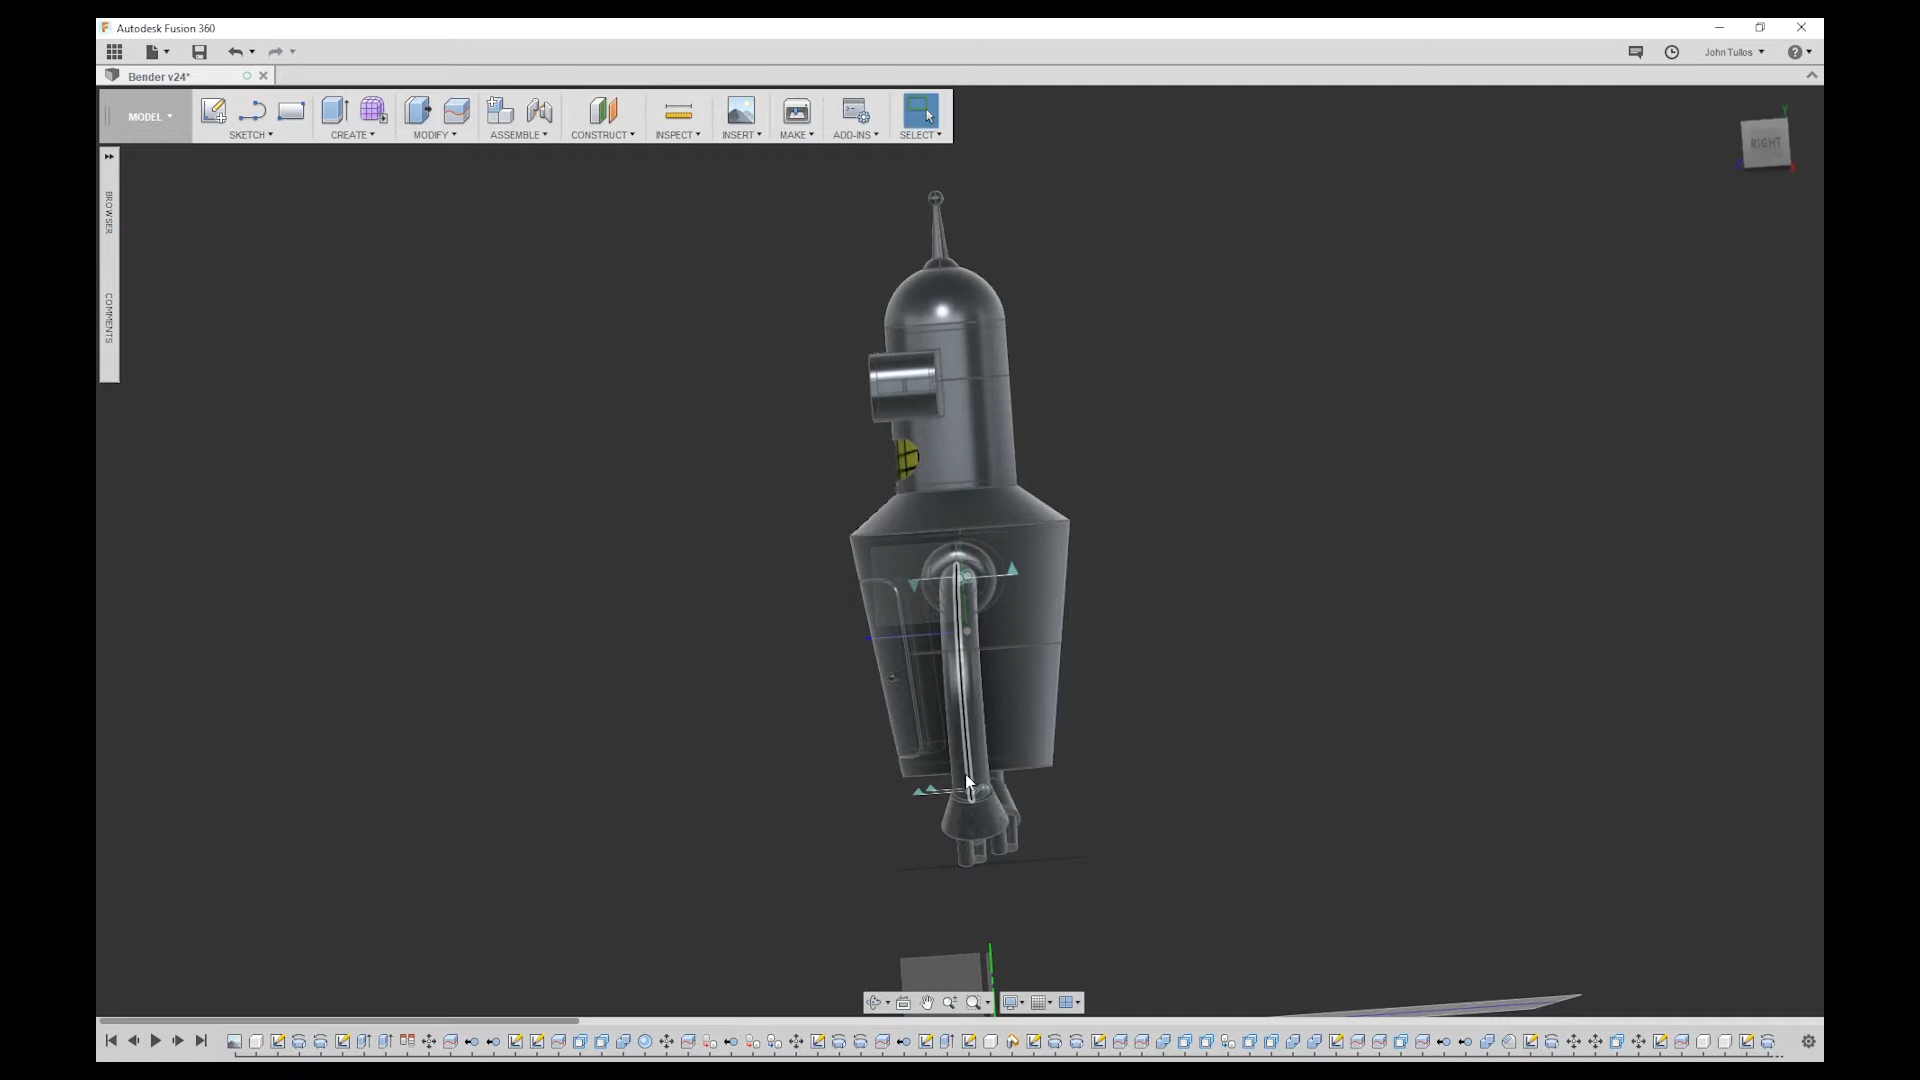 Autodesk Fusion 360
John Tullos
Bender v24*
MODEL
SKETCH
CREATE
MODIFY
ASSEMBLE
CONSTRUCT
INSPECT
INSERT
MAKE
ADD-INS
SELECT
RIGHT
Y
BROWSER
COMMENTS